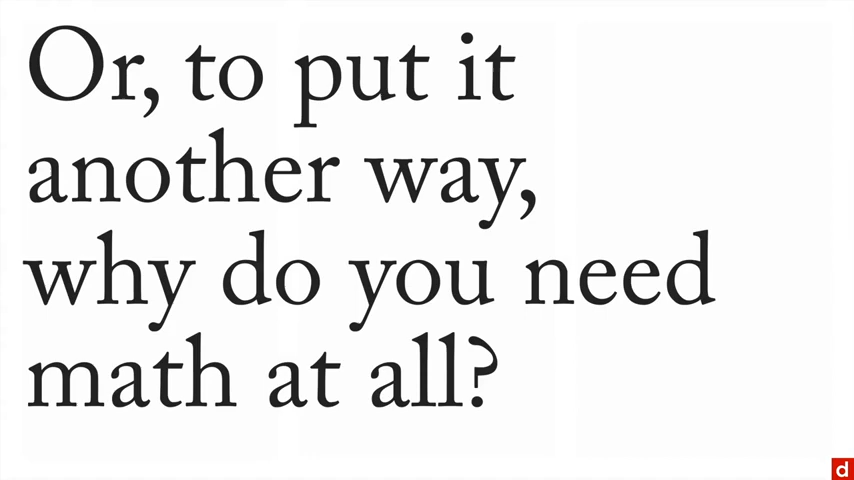 Or, to put it
another way,
why do you need
math at all?
d